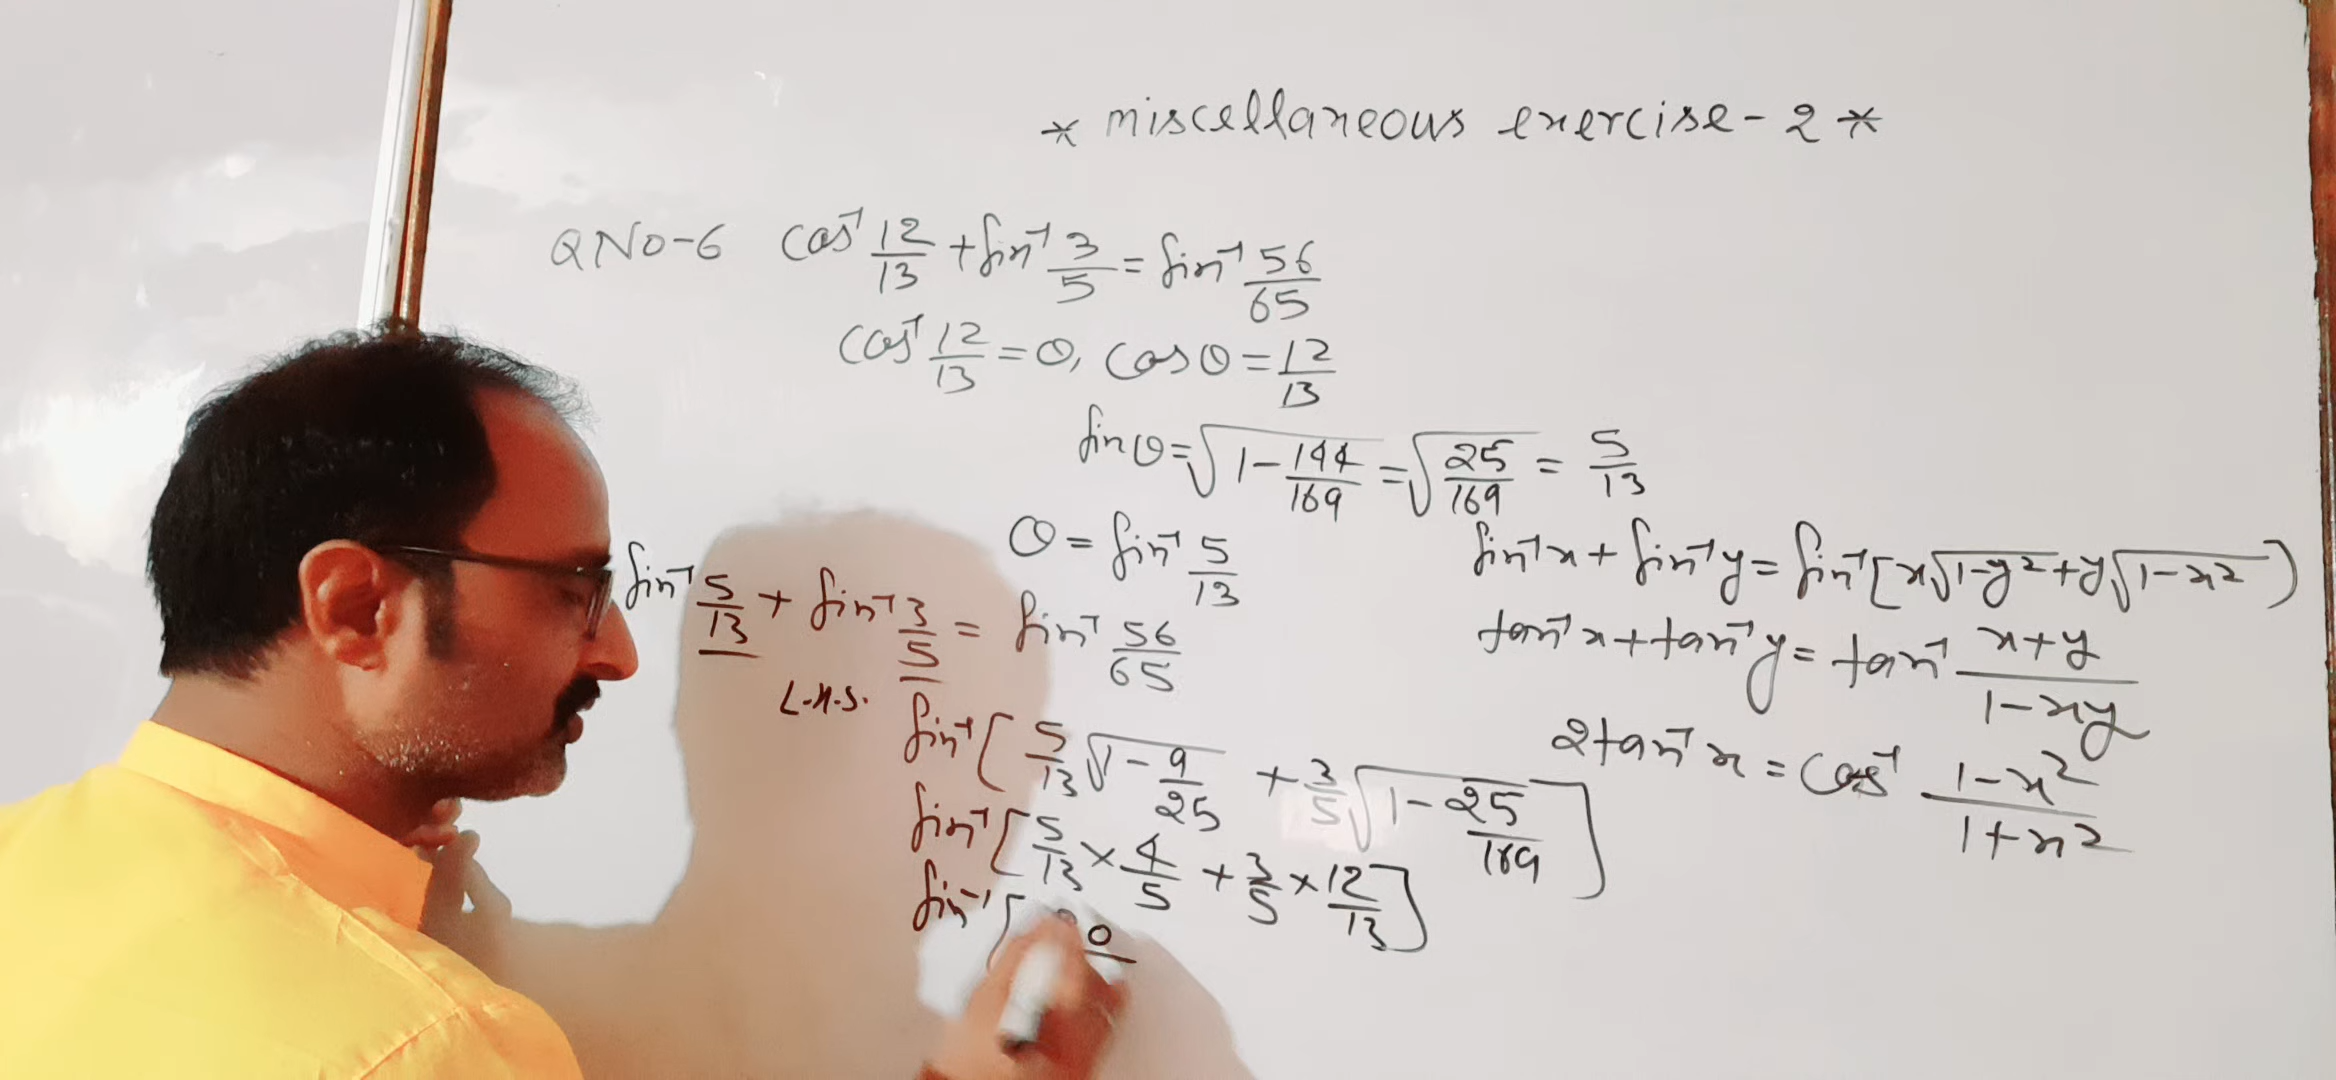 * miscellaneous exercise - 2 *
QNO-6 cos⁻¹ 12/13 + sin⁻¹ 3/5 = sin⁻¹ 56/65
cos⁻¹ 12/13 = θ, cos θ = 12/13
sin θ = √(1 - 144/169) = √(25/169) = 5/13
θ = sin⁻¹ 5/13
sin⁻¹ 5/13 + sin⁻¹ 3/5 = sin⁻¹ 56/65
L.H.S.
sin⁻¹ [ 5/13 √(1 - 9/25) + 3/5 √(1 - 25/169) ]
sin⁻¹ [ 5/13 × 4/5 + 3/5 × 12/13 ]
sin⁻¹ [
sin⁻¹x + sin⁻¹y = sin⁻¹ [x√(1-y²) + y√(1-x²))
tan⁻¹x + tan⁻¹y = tan⁻¹ (x+y)/(1-xy)
2tan⁻¹ x = cos⁻¹ (1-x²)/(1+x²)